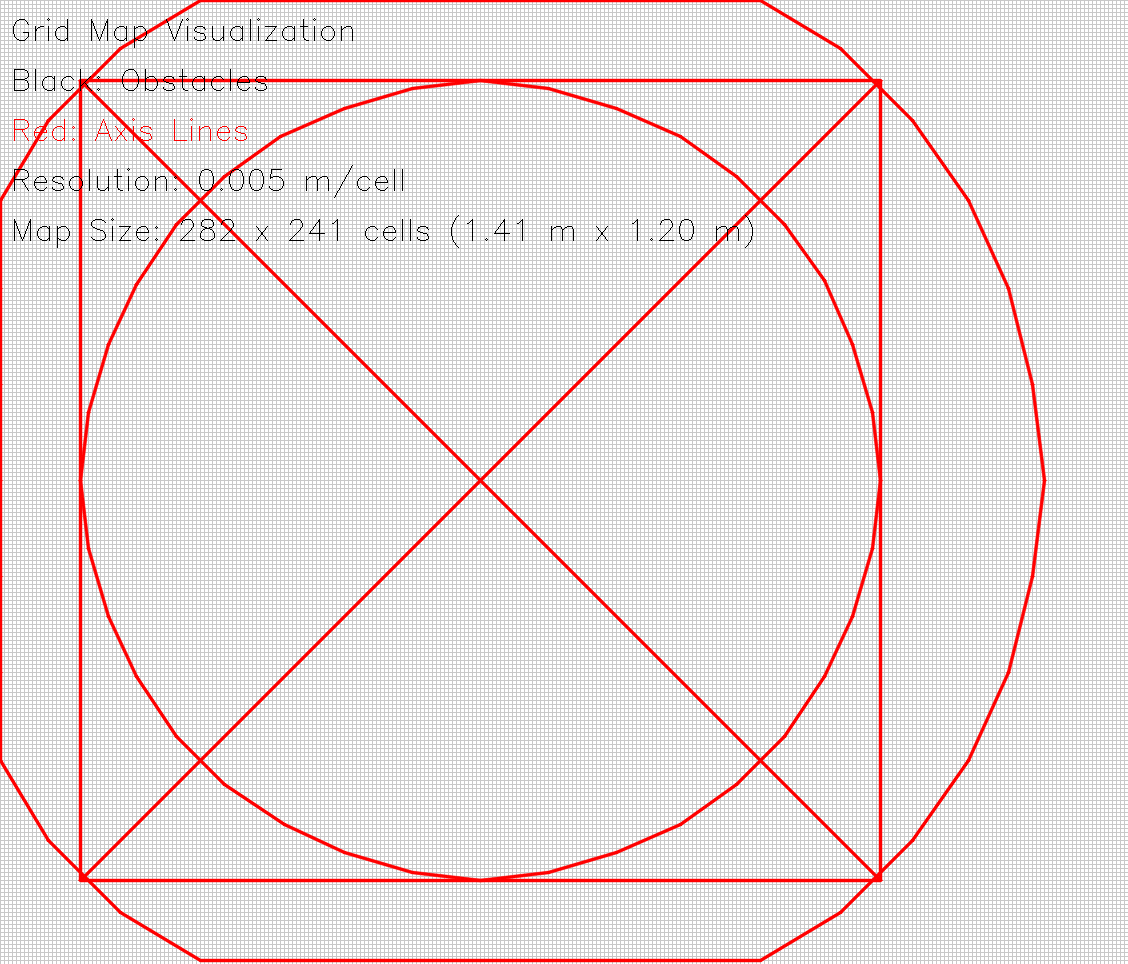 Grid Map Visualization
Black: Obstacles
Red: Axis Lines
Resolution: 0.005 m/cell
Map Size: 282 x 241 cells (1.41 m x 1.20 m)